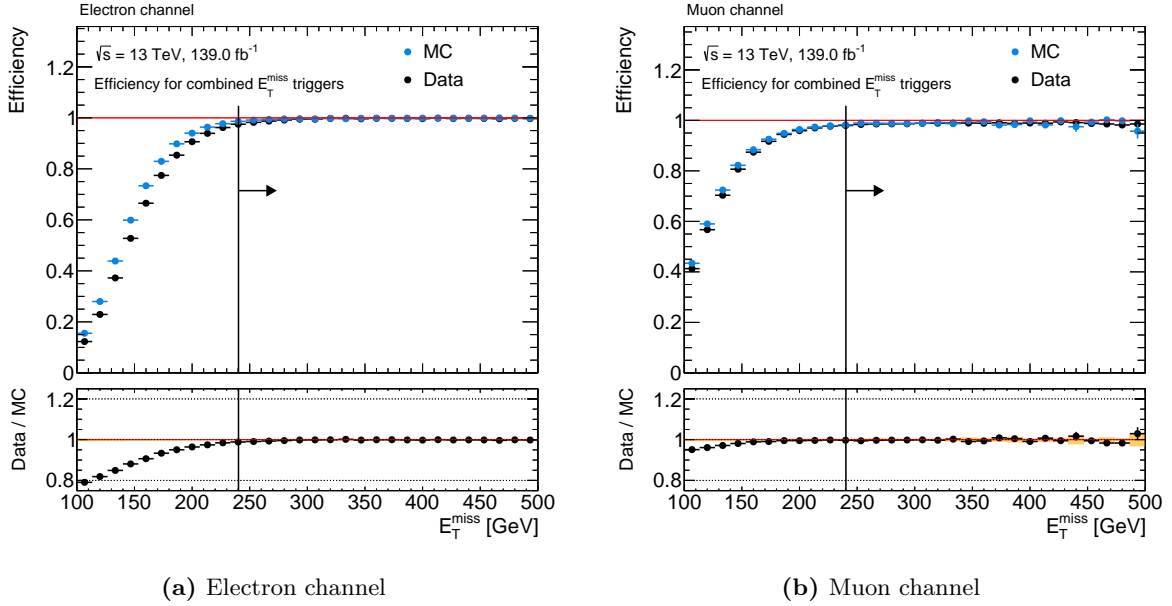 Electron channel
Efficiency
1.2
1
0.8
0.6
0.4
0.2
0
√s = 13 TeV, 139.0 fb⁻¹
Efficiency for combined E_T^miss triggers
MC
Data
Data / MC
1
0.8
100 150 200 250 300 350 400 450 500
E_T^miss [GeV]
(a) Electron channel
Muon channel
Efficiency
1.2
1
0.8
0.6
0.4
0.2
0
√s = 13 TeV, 139.0 fb⁻¹
Efficiency for combined E_T^miss triggers
MC
Data
Data / MC
1.2
1
0.8
100 150 200 250 300 350 400 450 500
E_T^miss [GeV]
(b) Muon channel